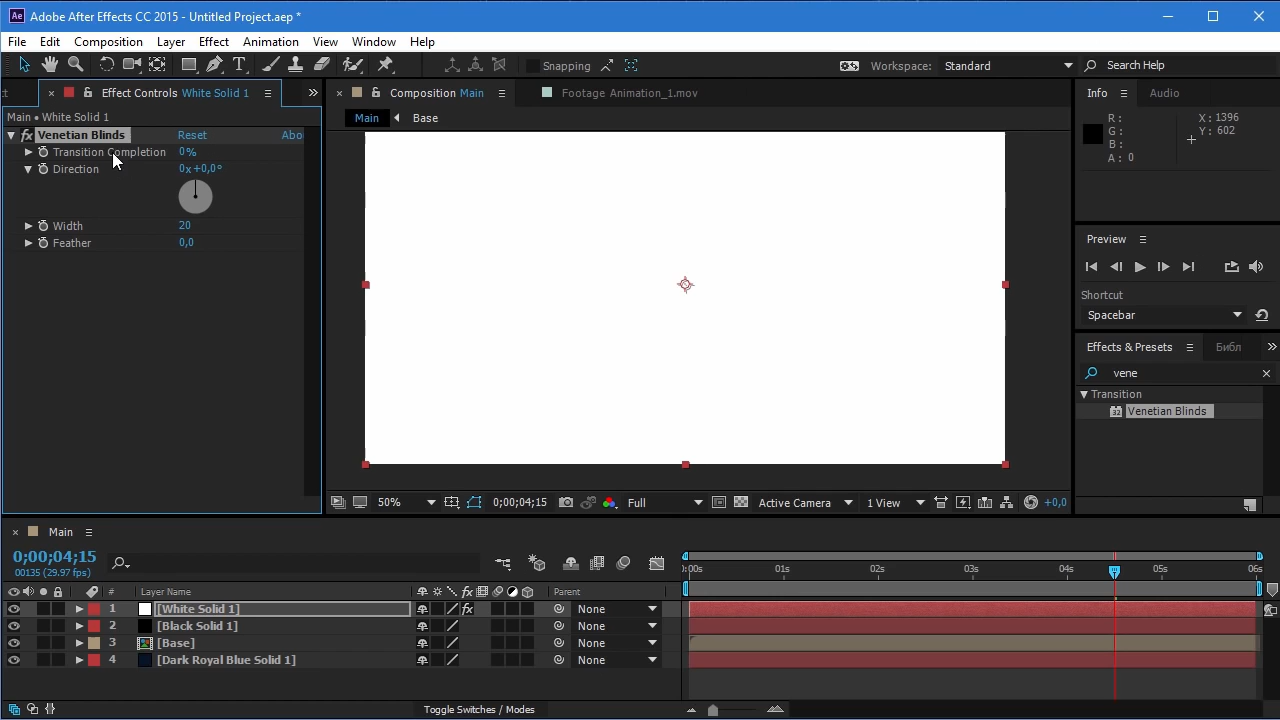 Ae Adobe After Effects CC 2015 - Untitled Project.aep *
File Edit Composition Layer Effect Animation View Window Help
T Snapping Workspace: Standard Search Help
Effect Controls White Solid 1
Composition Main
Footage Animation_1.mov
Info Audio
Main • White Solid 1
Main Base
R : X : 1396
G : Y : 602
B :
A : 0
fx Venetian Blinds Reset Abo
Transition Completion 0%
Direction 0x+0,0°
Width 20
Feather 0,0
Preview
Shortcut
Spacebar
Effects & Presets Библ
vene
Transition
32 Venetian Blinds
50% 0;00;04;15 Full Active Camera 1 View +0,0
Main
0;00;04;15
00135 (29.97 fps)
:00s 01s 02s 03s 04s 05s 06s
# Layer Name fx Parent
1 [White Solid 1] fx None
2 [Black Solid 1] None
3 [Base] None
4 [Dark Royal Blue Solid 1] None
Toggle Switches / Modes